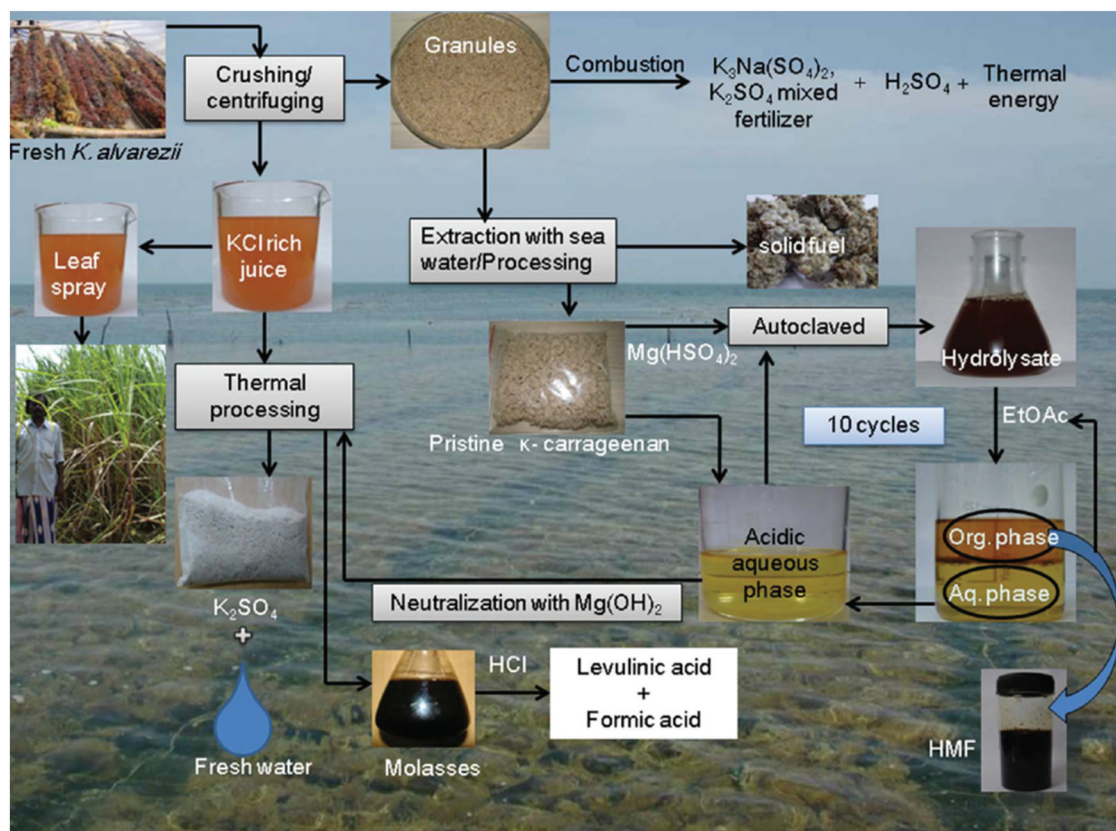 Granules
Crushing/
centrifuging
Combustion
K₃Na(SO₄)₂,
K₂SO₄ mixed
fertilizer
+
H₂SO₄ +
Thermal
energy
Fresh K. alvarezii
KCl rich
juice
Leaf
spray
Extraction with sea
water/Processing
solid fuel
Mg(HSO₄)₂
Autoclaved
Hydrolysate
Thermal
processing
Pristine κ- carrageenan
10 cycles
EtOAc
Acidic
aqueous
phase
Org. phase
Aq. phase
K₂SO₄
+
Fresh water
Neutralization with Mg(OH)₂
Molasses
HCl
Levulinic acid
+
Formic acid
HMF